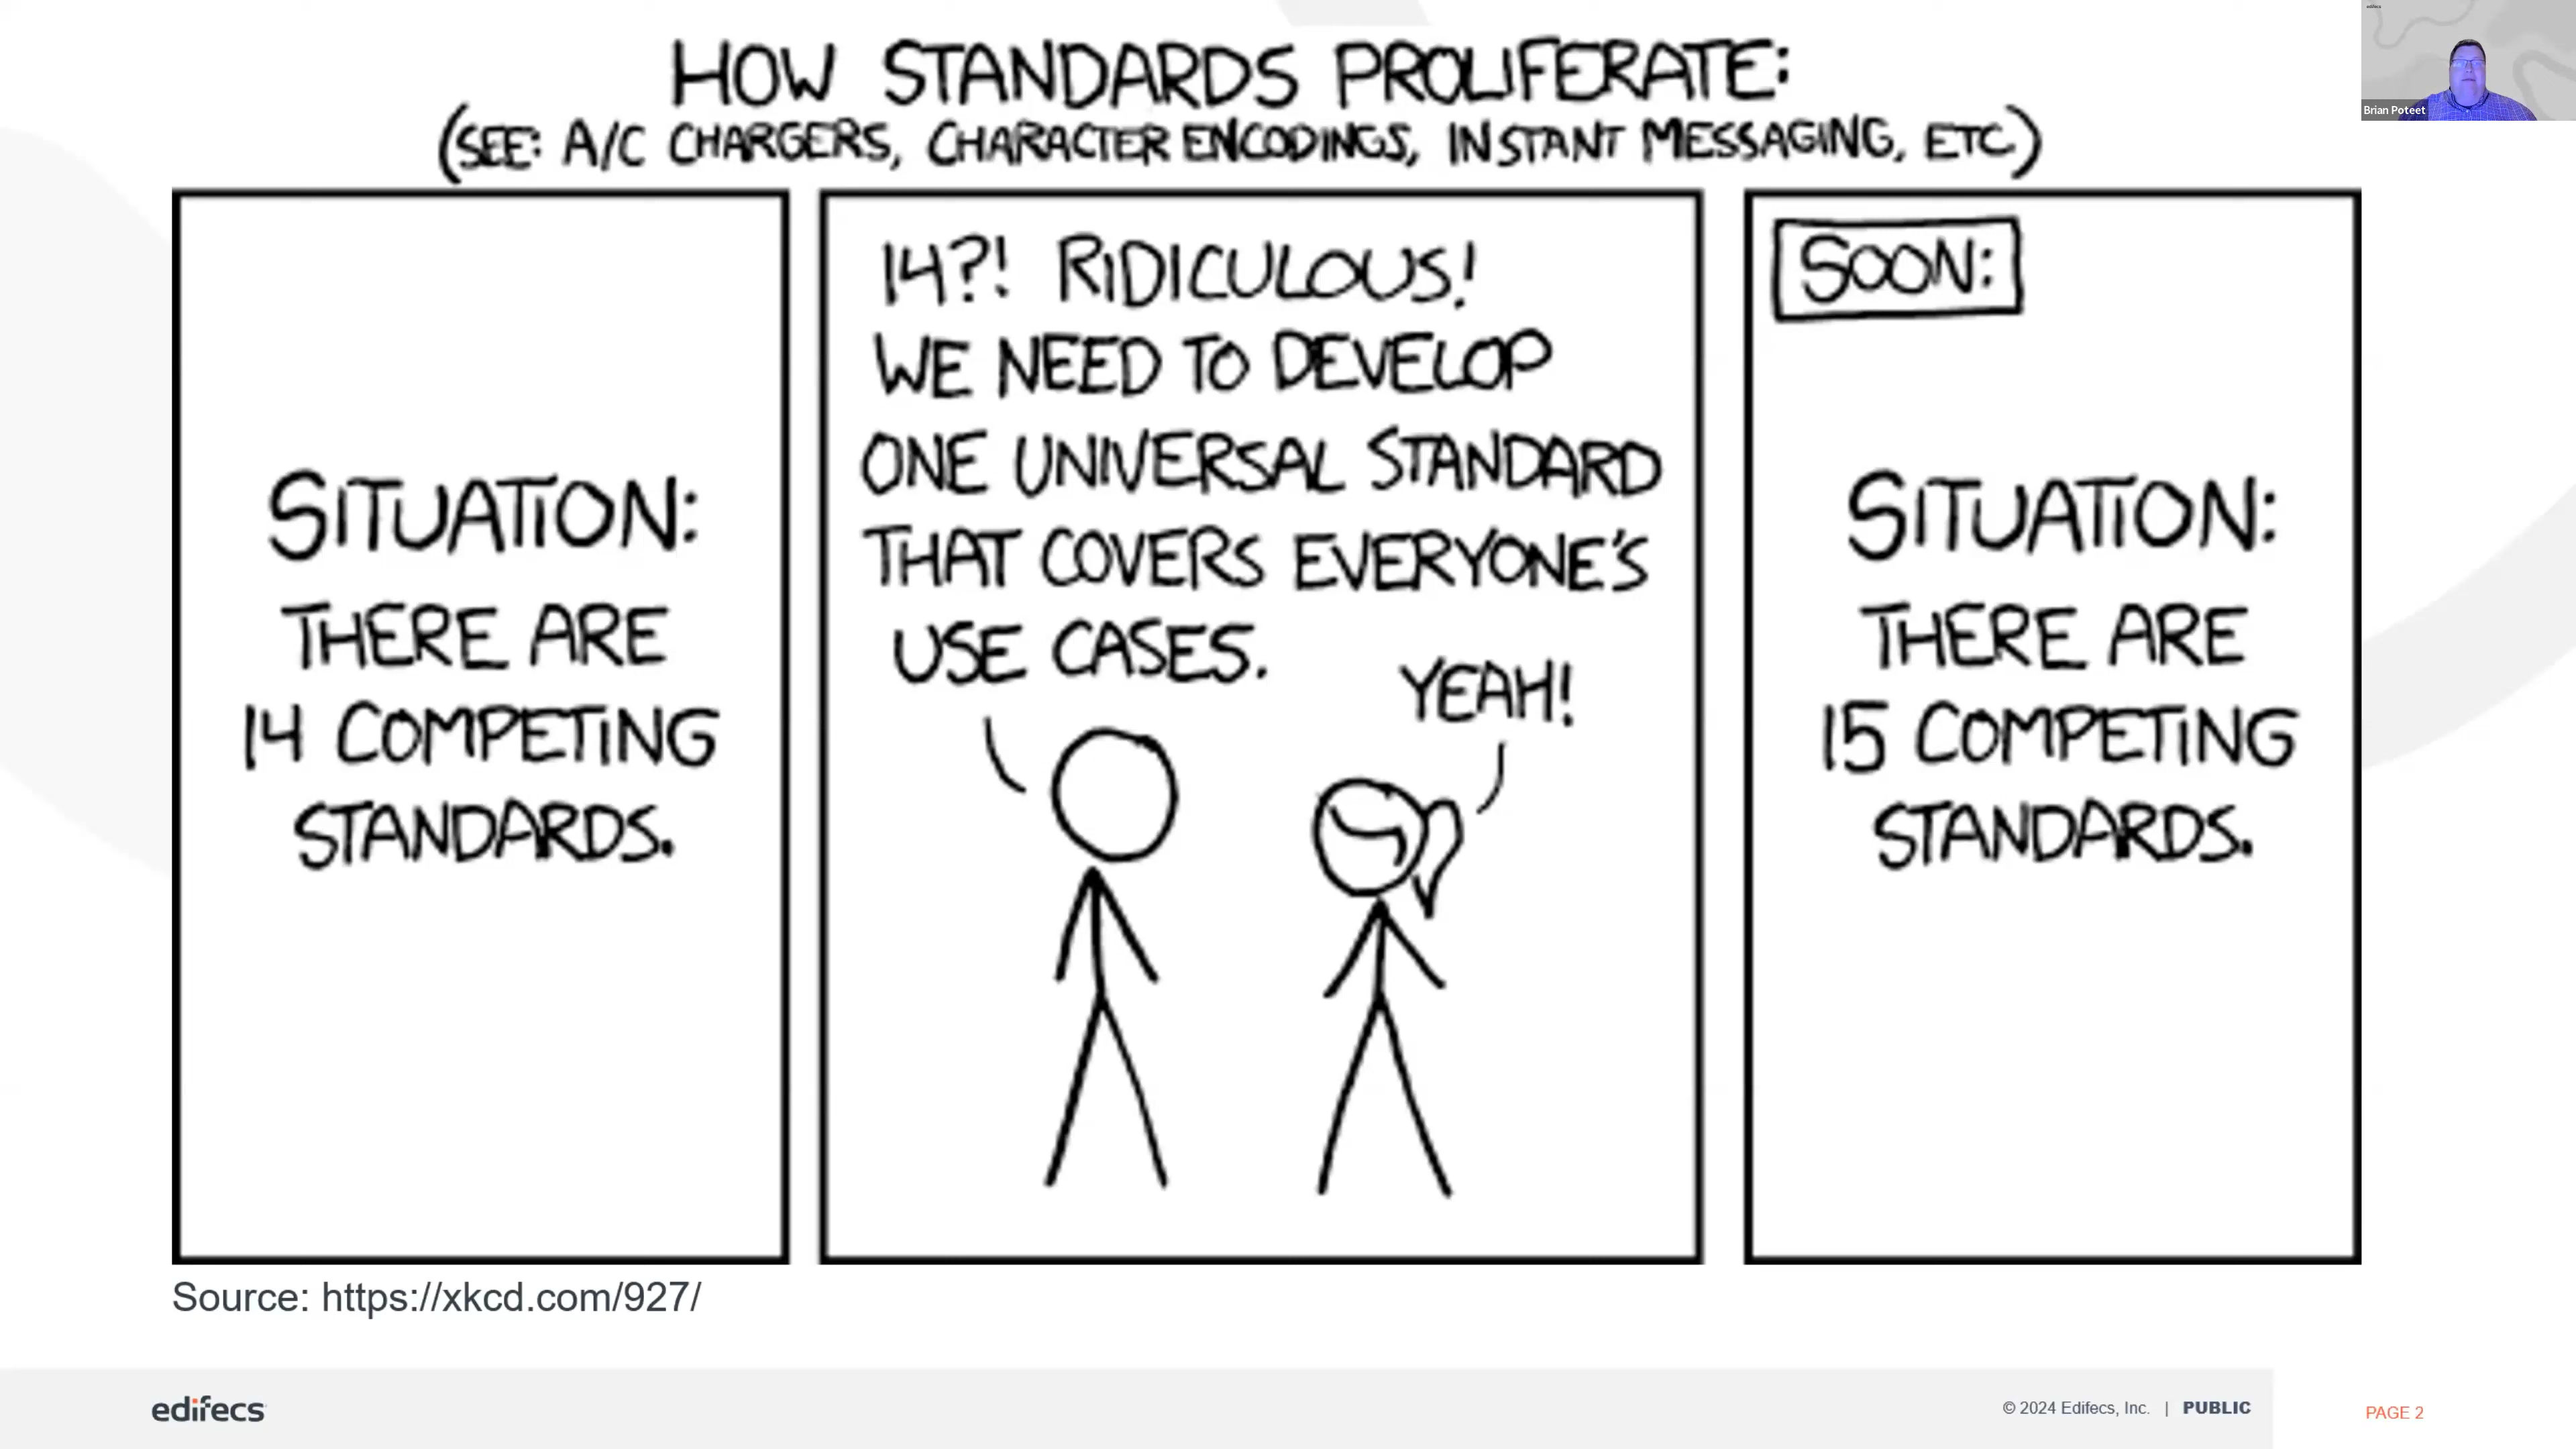 HOW STANDARDS PROLIFERATE:
(SEE: A/C CHARGERS, CHARACTER ENCODINGS, INSTANT MESSAGING, ETC.)
SITUATION:
THERE ARE
14 COMPETING
STANDARDS.
14?! RIDICULOUS!
WE NEED TO DEVELOP
ONE UNIVERSAL STANDARD
THAT COVERS EVERYONE'S
USE CASES.
YEAH!
SOON:
SITUATION:
THERE ARE
15 COMPETING
STANDARDS.
Source: https://xkcd.com/927/
edifecs
Brian Poteet
edifecs
© 2024 Edifecs, Inc. | PUBLIC
PAGE 2